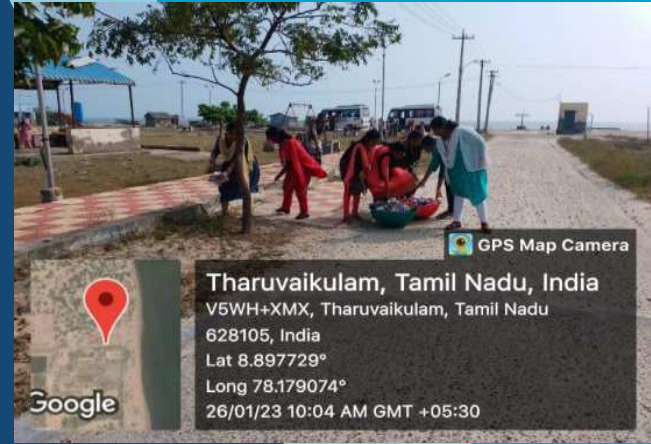 GPS Map Camera
Tharuvaikulam, Tamil Nadu, India
V5WH+XMX, Tharuvaikulam, Tamil Nadu
628105, India
Lat 8.897729°
Long 78.179074°
26/01/23 10:04 AM GMT +05:30
Google